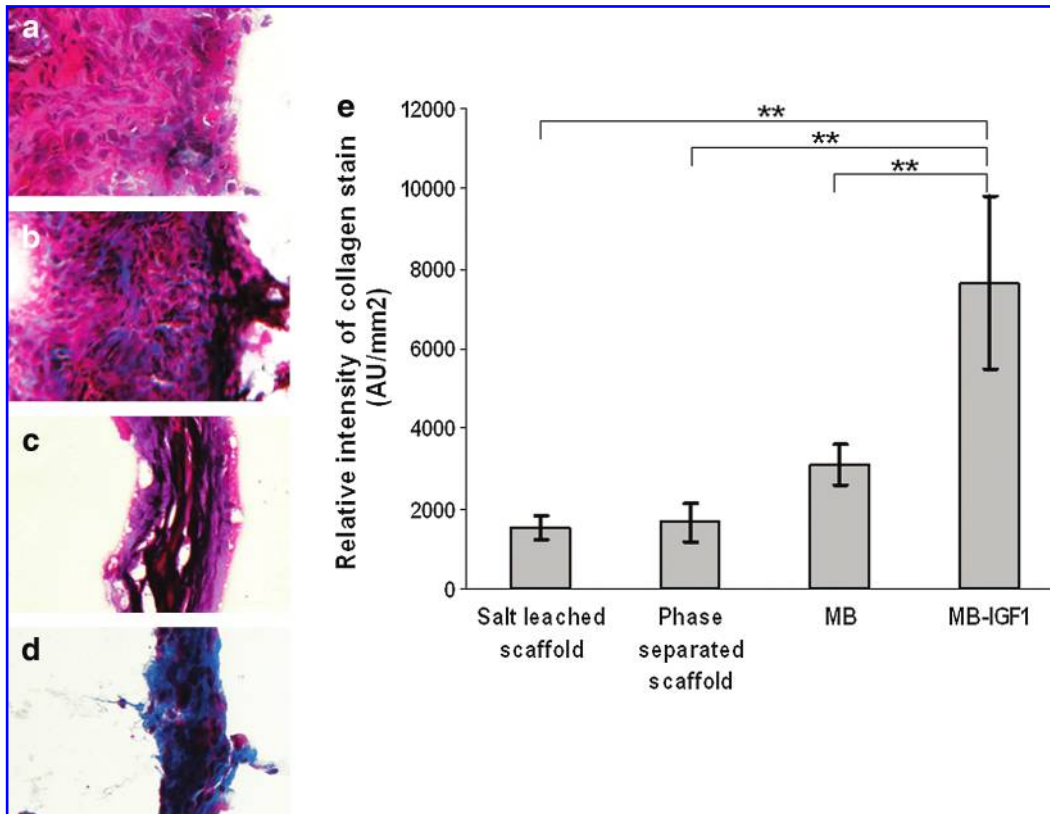 a
b
c
d
e
Relative intensity of collagen stain
(AU/mm2)
12000
10000
8000
6000
4000
2000
0
**
**
**
Salt leached
scaffold
Phase
separated
scaffold
MB
MB-IGF1